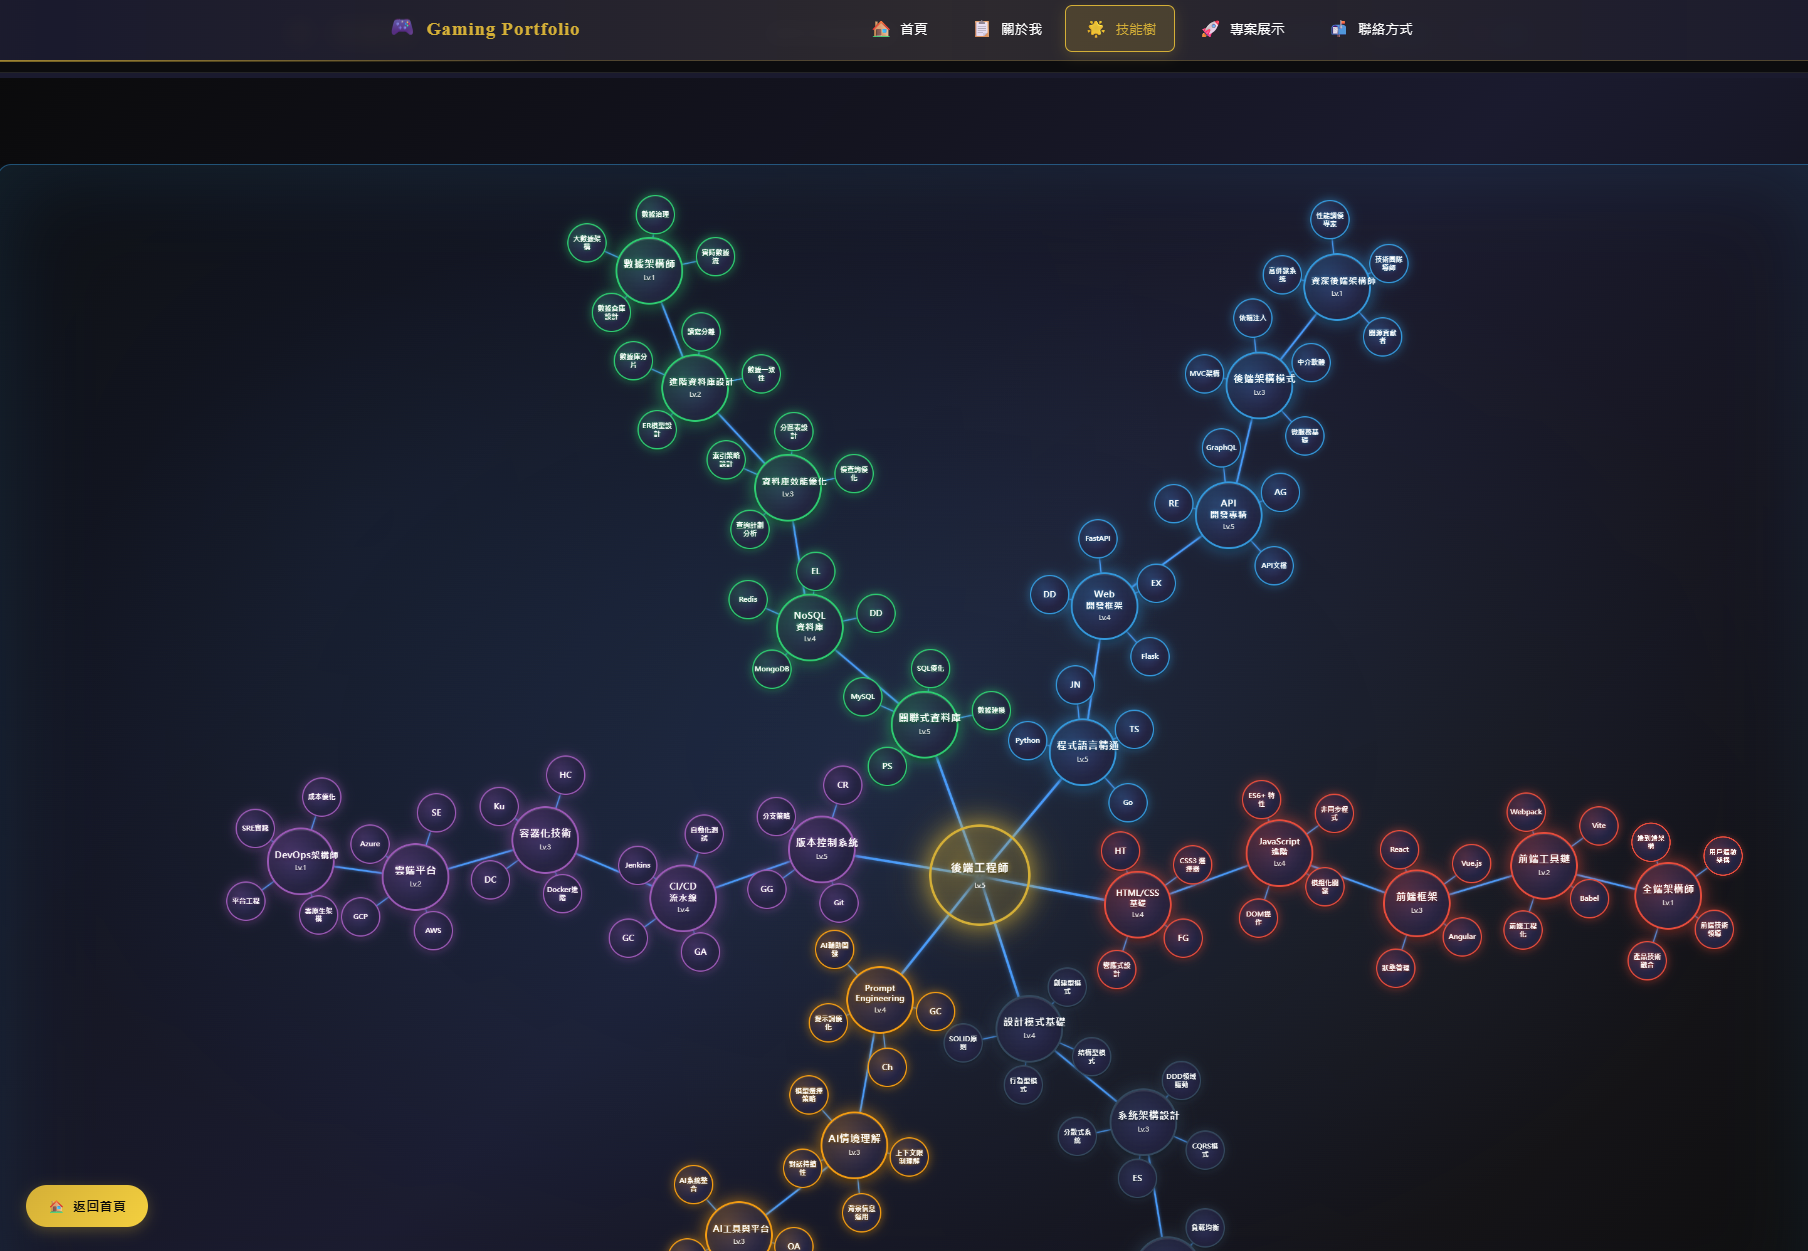 Gaming Portfolio
首頁
關於我
技能樹
專案展示
聯絡方式
數據治理
大數據架
構
實時數據
流
數據架構師
Lv.1
數據倉庫
設計
讀寫分離
數據庫分
片
數據一致
性
進階資料庫設計
Lv.2
ER模型設
計
分區表設
計
索引策略
設計
慢查詢優
化
資料庫效能優化
Lv.3
查詢計劃
分析
EL
Redis
DD
NoSQL
資料庫
Lv.4
MongoDB
SQL優化
MySQL
數據建模
關聯式資料庫
Lv.5
PS
性能調優
專家
高併發系
統
技術團隊
導師
資深後端架構師
Lv.1
開源貢獻
者
依賴注入
MVC架構
中介軟體
後端架構模式
Lv.3
微服務基
礎
GraphQL
RE
AG
API
開發專精
Lv.5
API文檔
FastAPI
DD
EX
Web
開發框架
Lv.4
Flask
JN
Python
TS
程式語言精通
Lv.5
Go
後端工程師
Lv.5
CR
分支策略
版本控制系統
Lv.5
GG
Git
自動化測
試
Jenkins
CI/CD
流水線
Lv.4
GC
GA
HC
Ku
容器化技術
Lv.3
DC
Docker進
階
SE
Azure
雲端平台
Lv.2
GCP
AWS
成本優化
SRE實踐
DevOps架構師
Lv.1
平台工程
雲原生架
構
HT
CSS3 選
擇器
HTML/CSS
基礎
Lv.4
FG
響應式設
計
ES6+ 特
性
非同步程
式
JavaScript
進階
Lv.4
模組化開
發
DOM操
作
React
Vue.js
前端框架
Lv.3
Angular
狀態管理
Webpack
Vite
前端工具鏈
Lv.2
Babel
前端工程
化
端到端架
構
用戶體驗
架構
全端架構師
Lv.1
前端技術
領導
產品技術
融合
AI輔助開
發
Prompt
Engineering
Lv.4
提示詞優
化
GC
Ch
模型選擇
策略
AI情境理解
Lv.3
對話持續
性
上下文限
制理解
背景信息
運用
AI系統整
合
AI工具與平台
Lv.3
OA
創建型模
式
設計模式基礎
Lv.4
SOLID原
則
結構型模
式
行為型模
式
DDD領域
驅動
系統架構設計
Lv.3
分散式系
統
CQRS模
式
ES
負載均衡
返回首頁